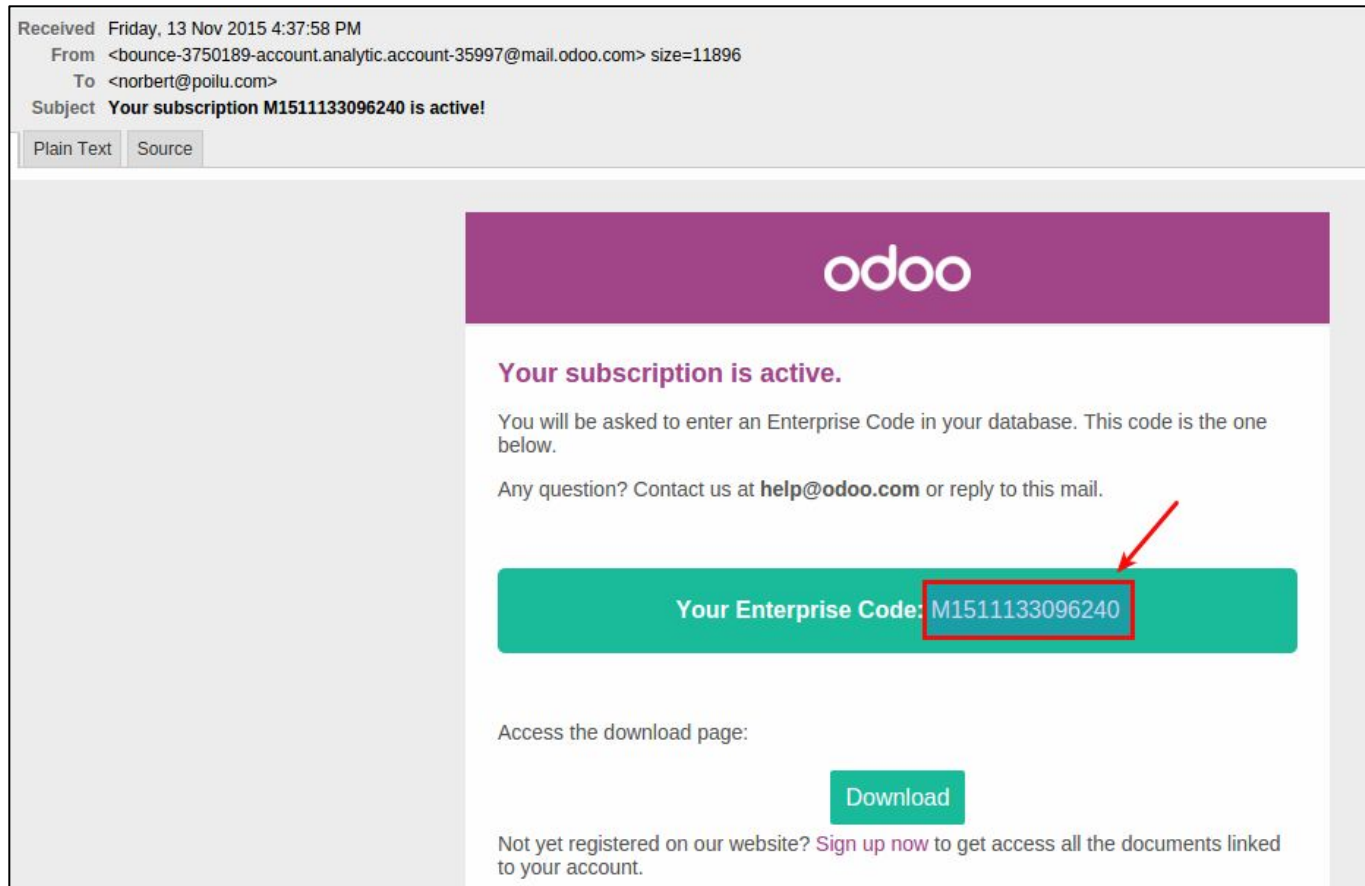 Received Friday, 13 Nov 2015 4:37:58 PM
From <bounce-3750189-account.analytic.account-35997@mail.odoo.com> size=11896
To <norbert@poilu.com>
Subject Your subscription M1511133096240 is active!
Plain Text Source
odoo
Your subscription is active.
You will be asked to enter an Enterprise Code in your database. This code is the one
below.
Any question? Contact us at help@odoo.com or reply to this mail.
Your Enterprise Code: M1511133096240
Access the download page:
Download
Not yet registered on our website? Sign up now to get access all the documents linked
to your account.